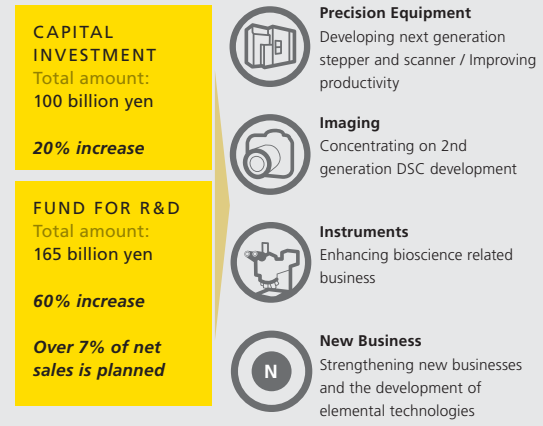 CAPITAL
INVESTMENT
Total amount:
100 billion yen
20% increase
FUND FOR R&D
Total amount:
165 billion yen
60% increase
Over 7% of net
sales is planned
Precision Equipment
Developing next generation
stepper and scanner / Improving
productivity
Imaging
Concentrating on 2nd
generation DSC development
Instruments
Enhancing bioscience related
business
N
New Business
Strengthening new businesses
and the development of
elemental technologies